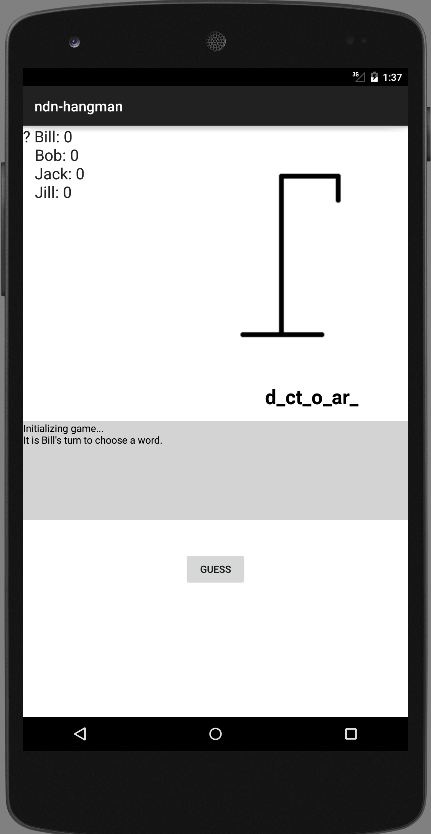 3G 1:37
ndn-hangman
? Bill: 0
Bob: 0
Jack: 0
Jill: 0
d_ct_o_ar_
Initializing game...
It is Bill's turn to choose a word.
GUESS